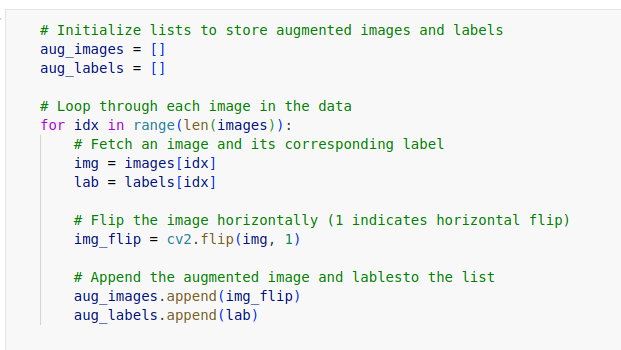 # Initialize lists to store augmented images and labels
aug_images = []
aug_labels = []
# Loop through each image in the data
for idx in range(len(images)):
# Fetch an image and its corresponding label
img = images[idx]
lab = labels[idx]
# Flip the image horizontally (1 indicates horizontal flip)
img_flip = cv2.flip(img, 1)
# Append the augmented image and lablesto the list
aug_images.append(img_flip)
aug_labels.append(lab)